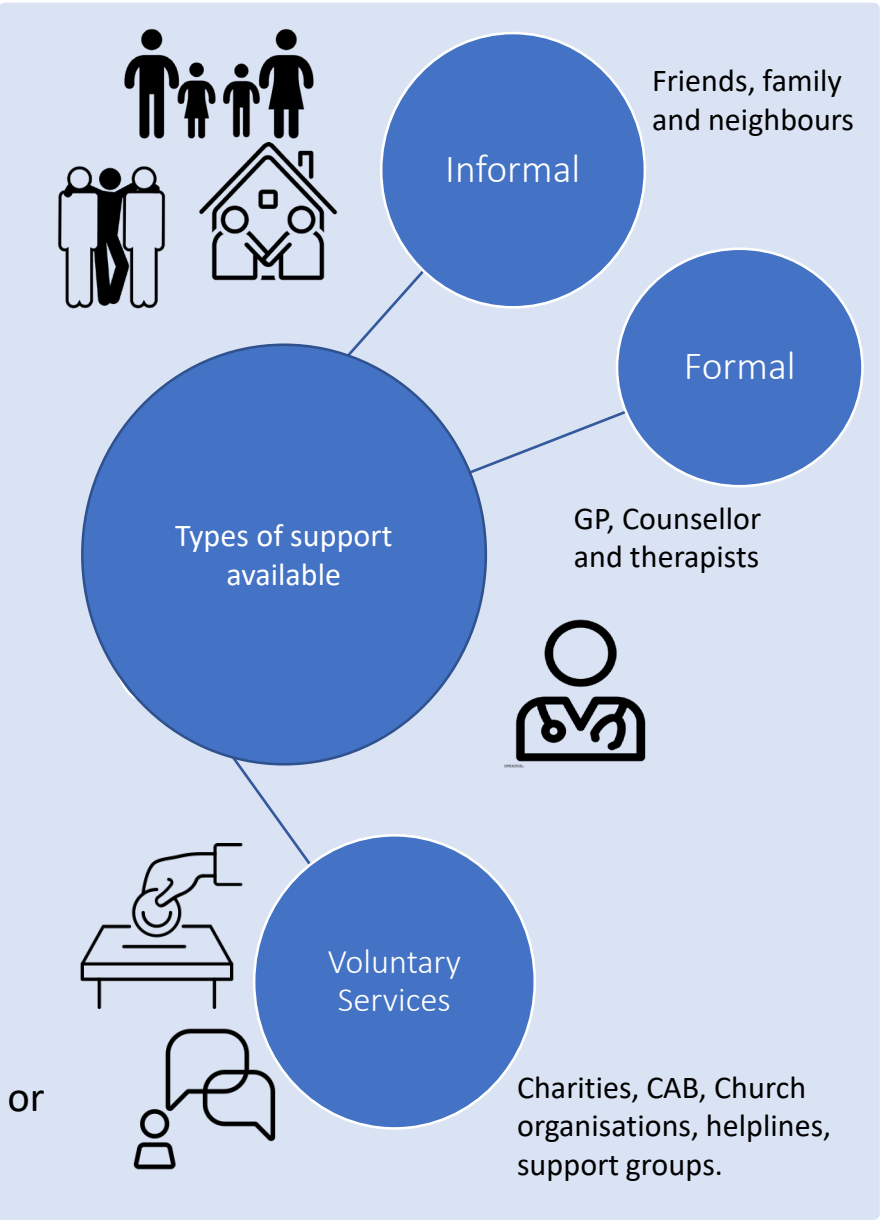 Informal
Friends, family
and neighbours
Formal
GP, Counsellor
and therapists
Types of support
available
Voluntary
Services
or
Charities, CAB, Church
organisations, helplines,
support groups.